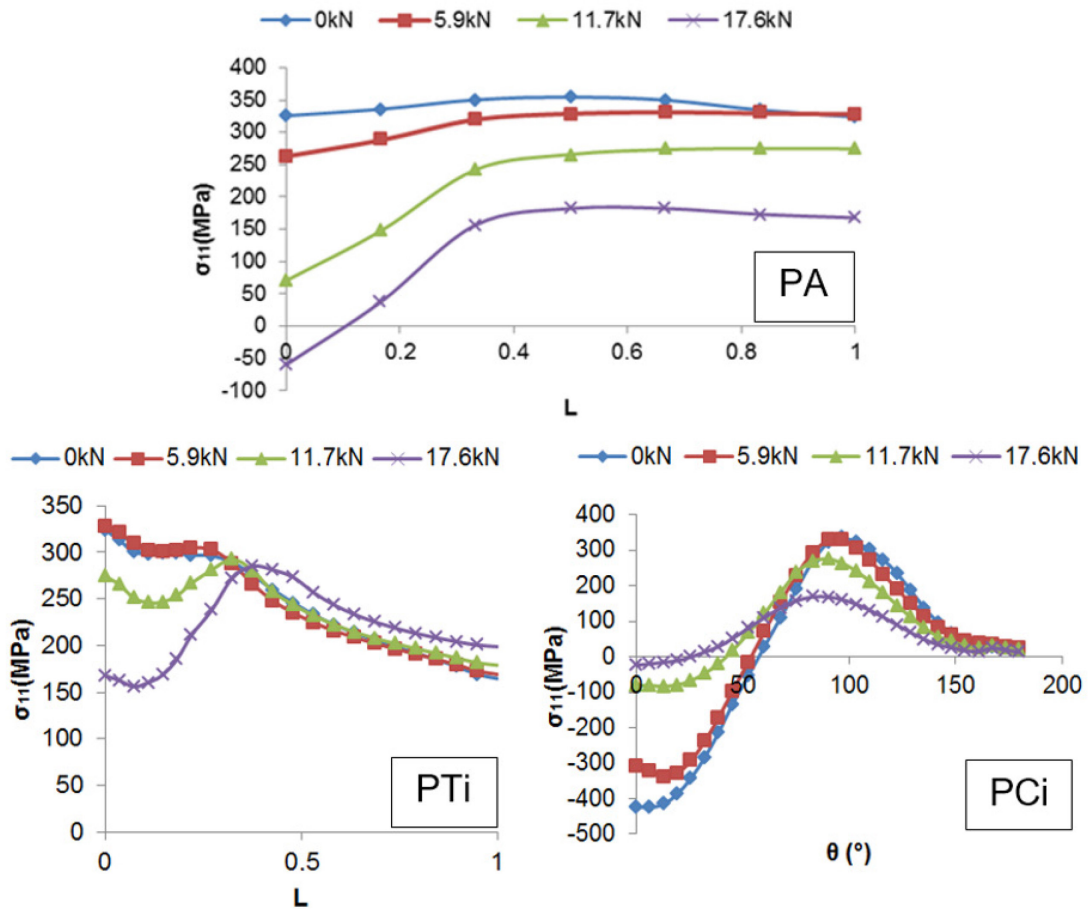 0kN 5.9kN 11.7kN 17.6kN
400
350
300
250
200
150
100
50
0
-50
-100
σ₁₁(MPa)
0 0.2 0.4 0.6 0.8 1
L
PA
0kN 5.9kN 11.7kN 17.6kN
350
300
250
200
150
100
50
0
σ₁₁(MPa)
0 0.5 1
L
PTi
0kN 5.9kN 11.7kN 17.6kN
400
300
200
100
0
-100
-200
-300
-400
-500
σ₁₁(MPa)
0 50 100 150 200
θ (°)
PCi